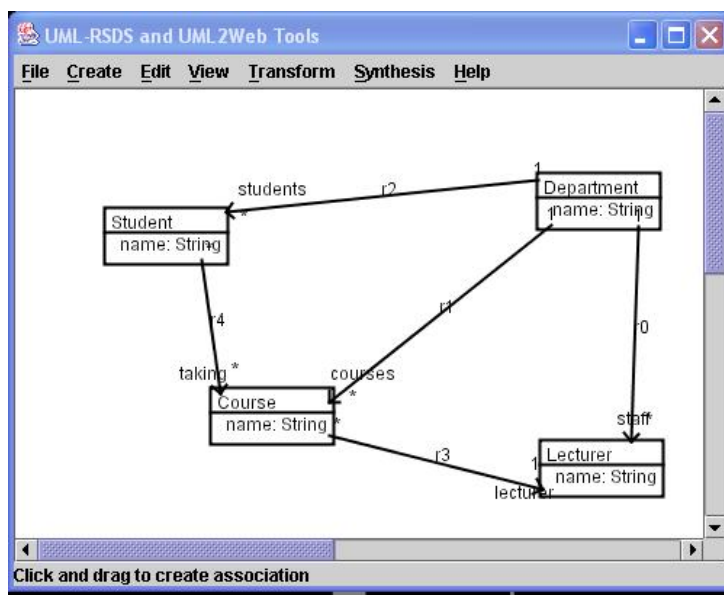 UML-RSDS and UML2Web Tools
File Create Edit View Transform Synthesis Help
1
students r2 Department
* 1 name: String 1
Student
name: String *
r1
r4 r0
taking * courses
*
Course staff *
name: String *
r3 Lecturer
1 name: String
lecturer
Click and drag to create association